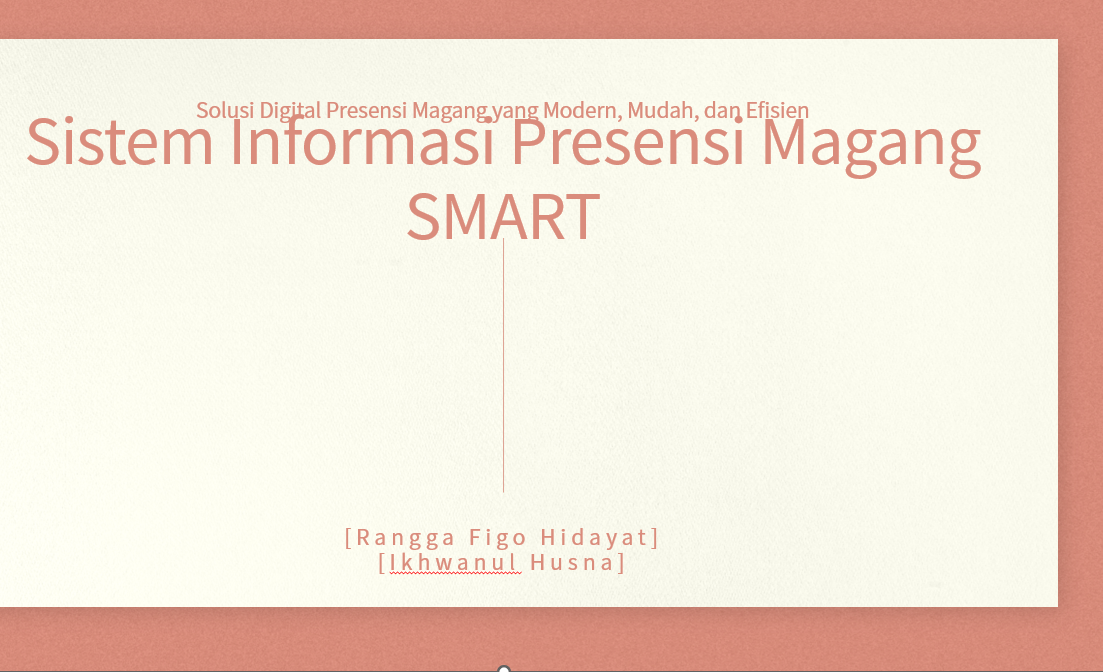 Solusi Digital Presensi Magang yang Modern, Mudah, dan Efisien
Sistem Informasi Presensi Magang
SMART
[Rangga Figo Hidayat]
[Ikhwanul Husna]